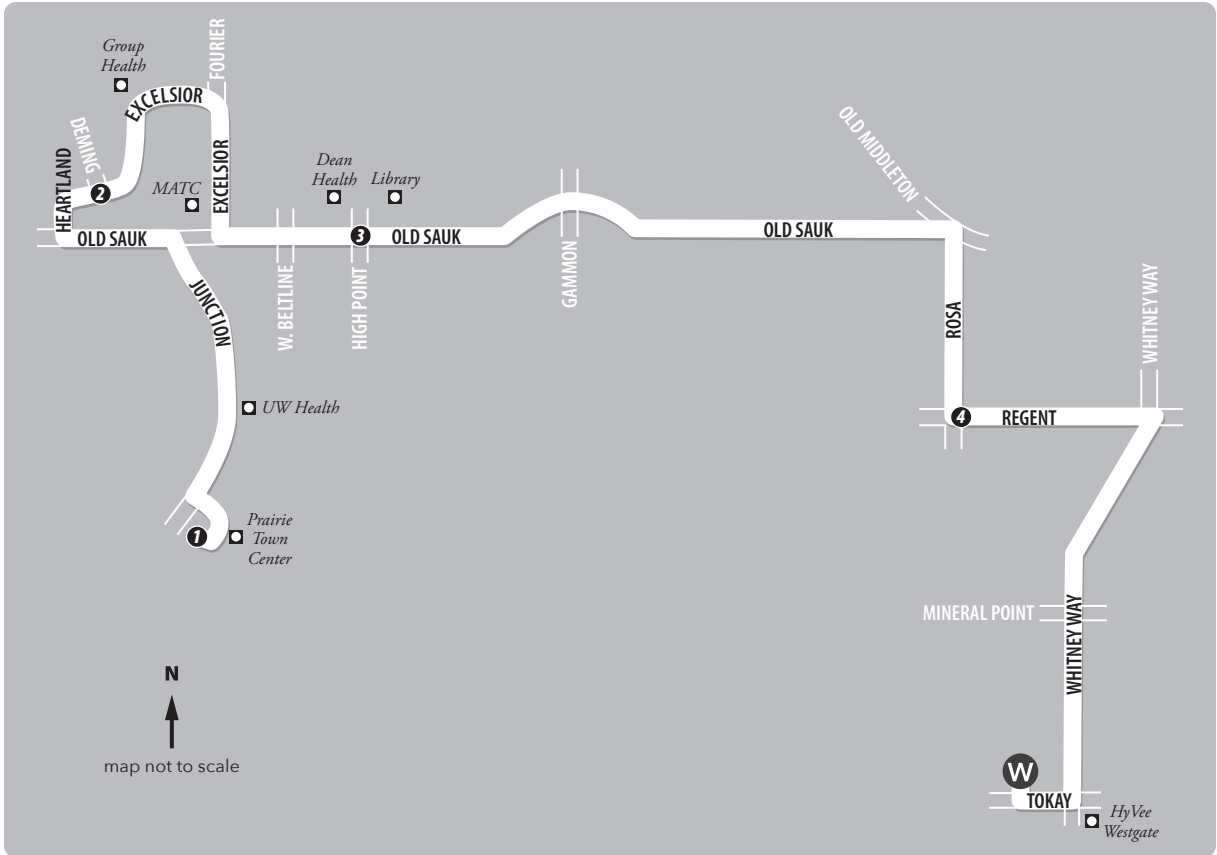 Group
Health
FOURIER
EXCELSIOR
DEMING
HEARTLAND
2
MATC
EXCELSIOR
Dean
Health
Library
OLD MIDDLETON
OLD SAUK
3
OLD SAUK
OLD SAUK
JUNCTION
W. BELTLINE
HIGH POINT
GAMMON
ROSA
WHITNEY WAY
UW Health
4
REGENT
1
Prairie
Town
Center
MINERAL POINT
WHITNEY WAY
N
map not to scale
W
TOKAY
HyVee
Westgate